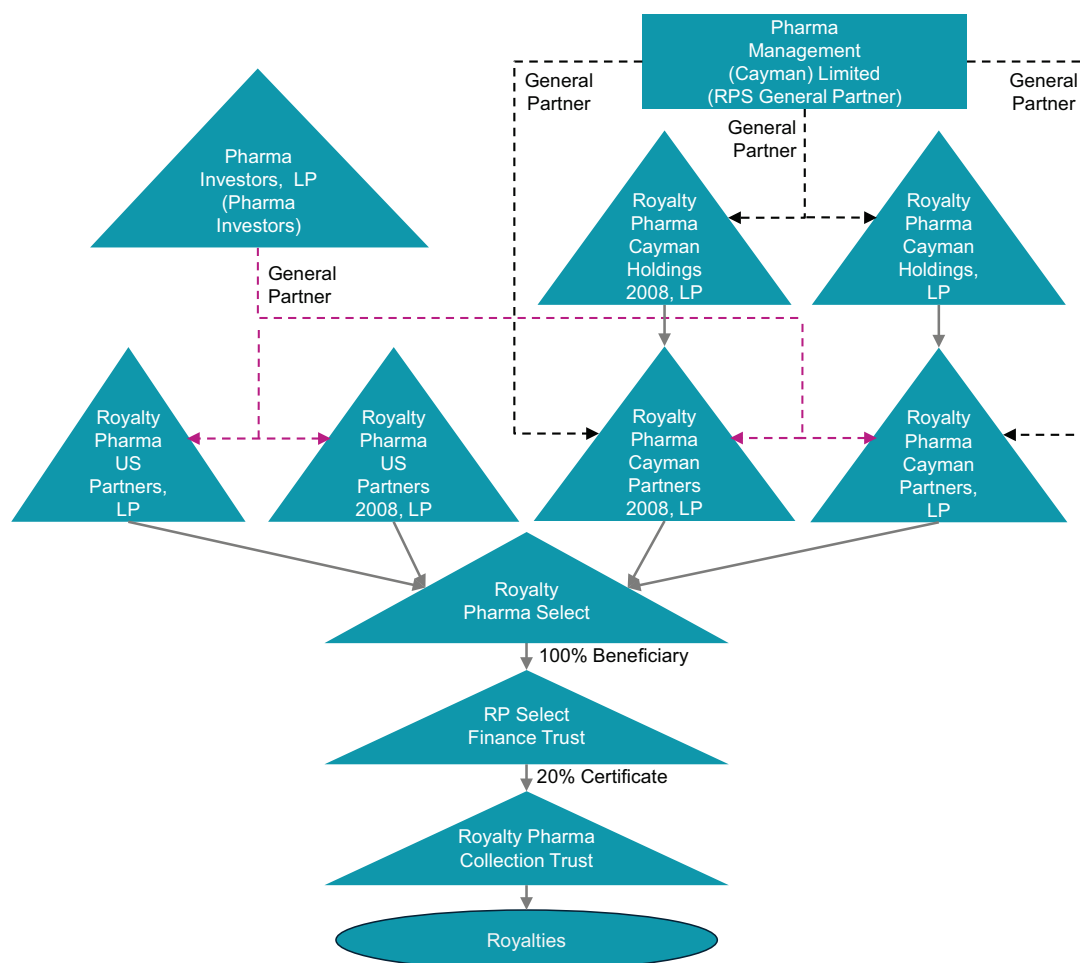 Pharma
Management
(Cayman) Limited
(RPS General Partner)
General
Partner
General
Partner
General
Partner
Pharma
Investors, LP
(Pharma
Investors)
Royalty
Pharma
Cayman
Holdings
2008, LP
Royalty
Pharma
Cayman
Holdings,
LP
General
Partner
Royalty
Pharma
US
Partners,
LP
Royalty
Pharma
US
Partners
2008, LP
Royalty
Pharma
Cayman
Partners
2008, LP
Royalty
Pharma
Cayman
Partners,
LP
Royalty
Pharma Select
100% Beneficiary
RP Select
Finance Trust
20% Certificate
Royalty Pharma
Collection Trust
Royalties